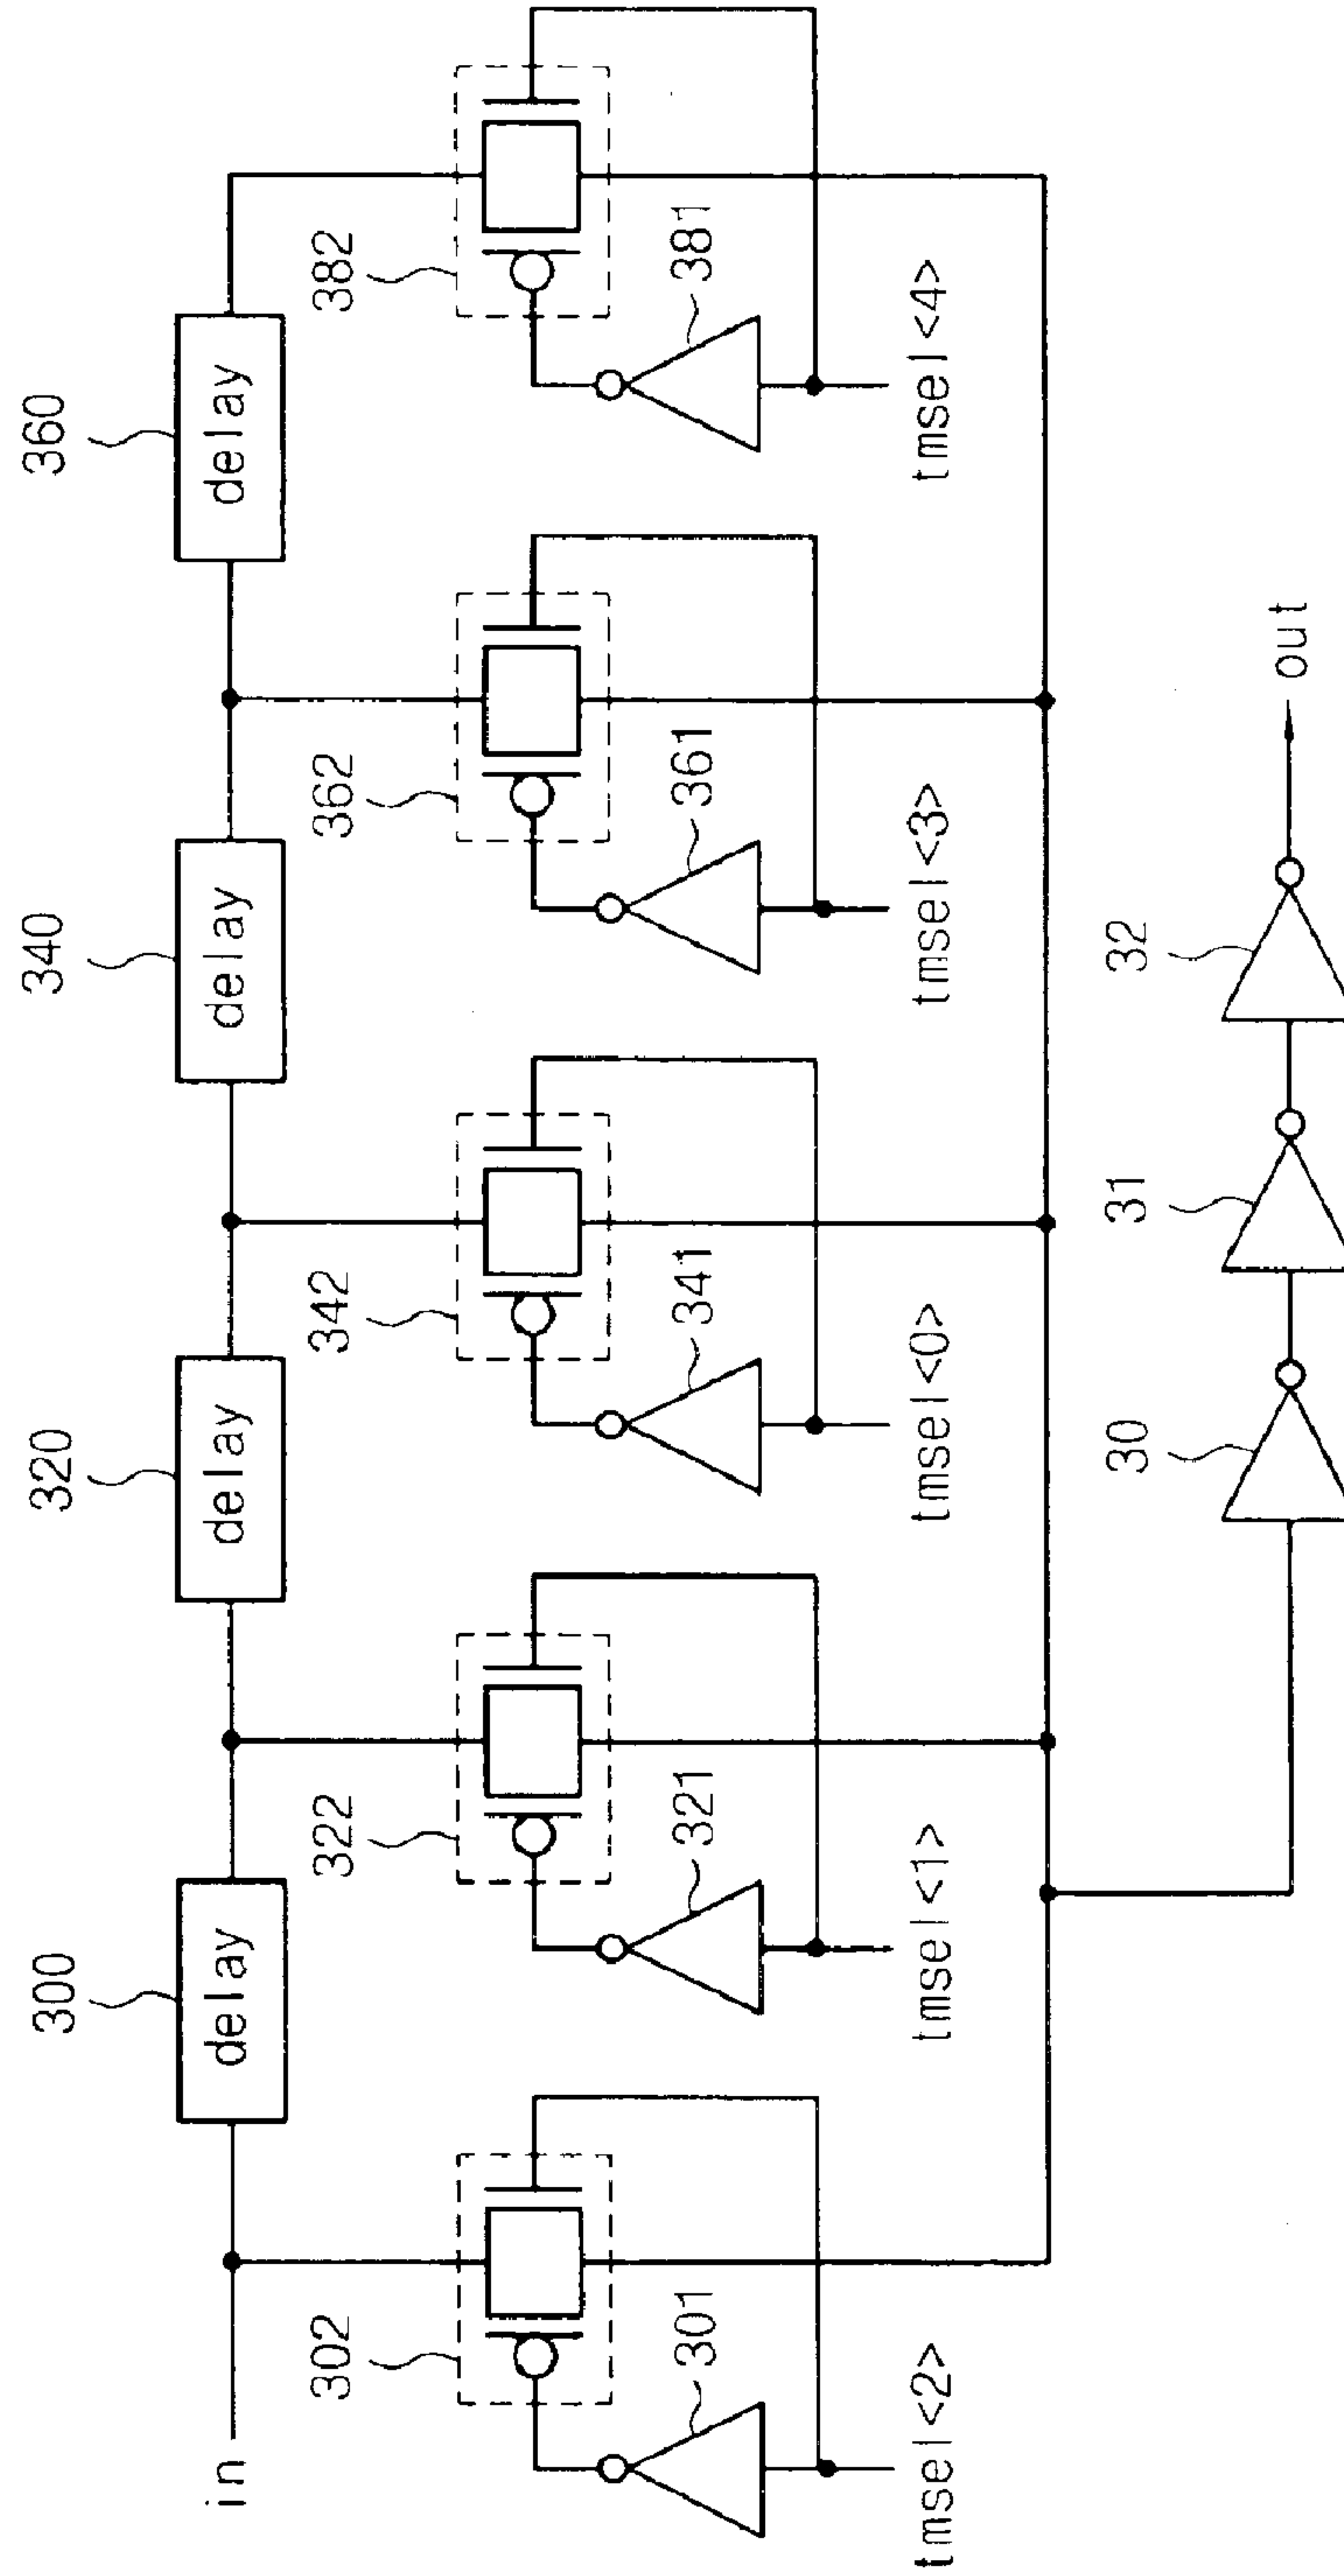 300
320
340
360
delay
delay
delay
delay
in
302
322
342
362
382
301
321
341
361
381
tmsel<2>
tmsel<1>
tmsel<0>
tmsel<3>
tmsel<4>
30
31
32
out